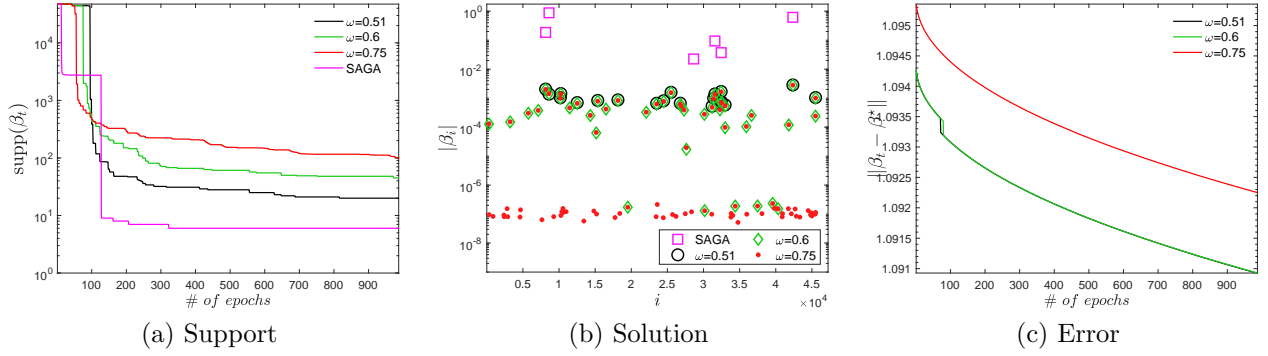 supp(β_t)
10^4
10^3
10^2
10^1
10^0
100 200 300 400 500 600 700 800 900
# of epochs
ω=0.51
ω=0.6
ω=0.75
SAGA
(a) Support
|β_i|
10^0
10^-2
10^-4
10^-6
10^-8
0.5 1 1.5 2 2.5 3 3.5 4 4.5
×10^4
i
SAGA
ω=0.6
ω=0.51
ω=0.75
(b) Solution
||β_t − β^⋆||
1.095
1.0945
1.094
1.0935
1.093
1.0925
1.092
1.0915
1.091
100 200 300 400 500 600 700 800 900
# of epochs
ω=0.51
ω=0.6
ω=0.75
(c) Error